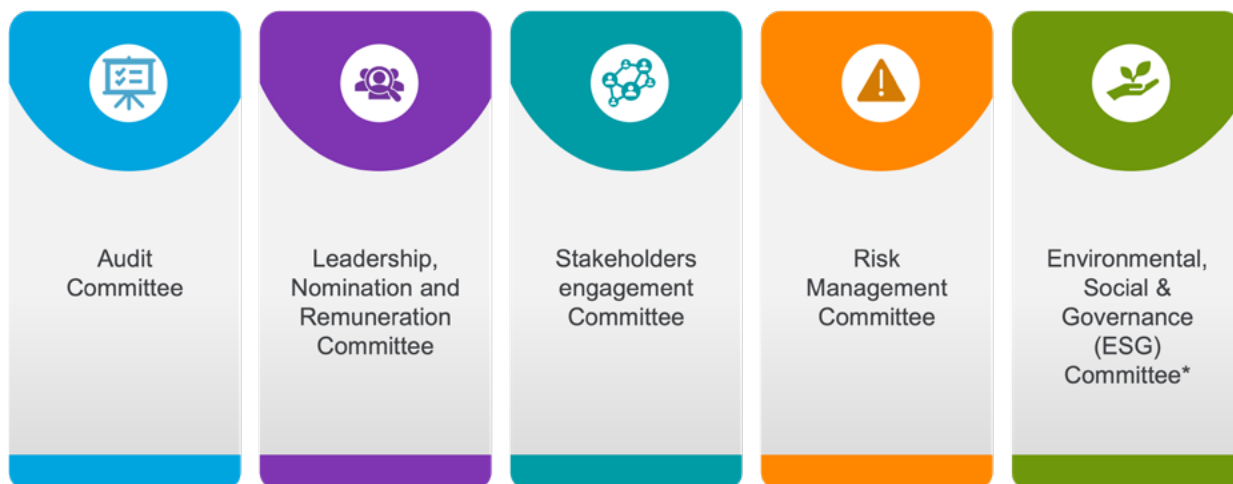 Audit
Committee
Leadership,
Nomination and
Remuneration
Committee
Stakeholders
engagement
Committee
Risk
Management
Committee
Environmental,
Social &
Governance
(ESG)
Committee*